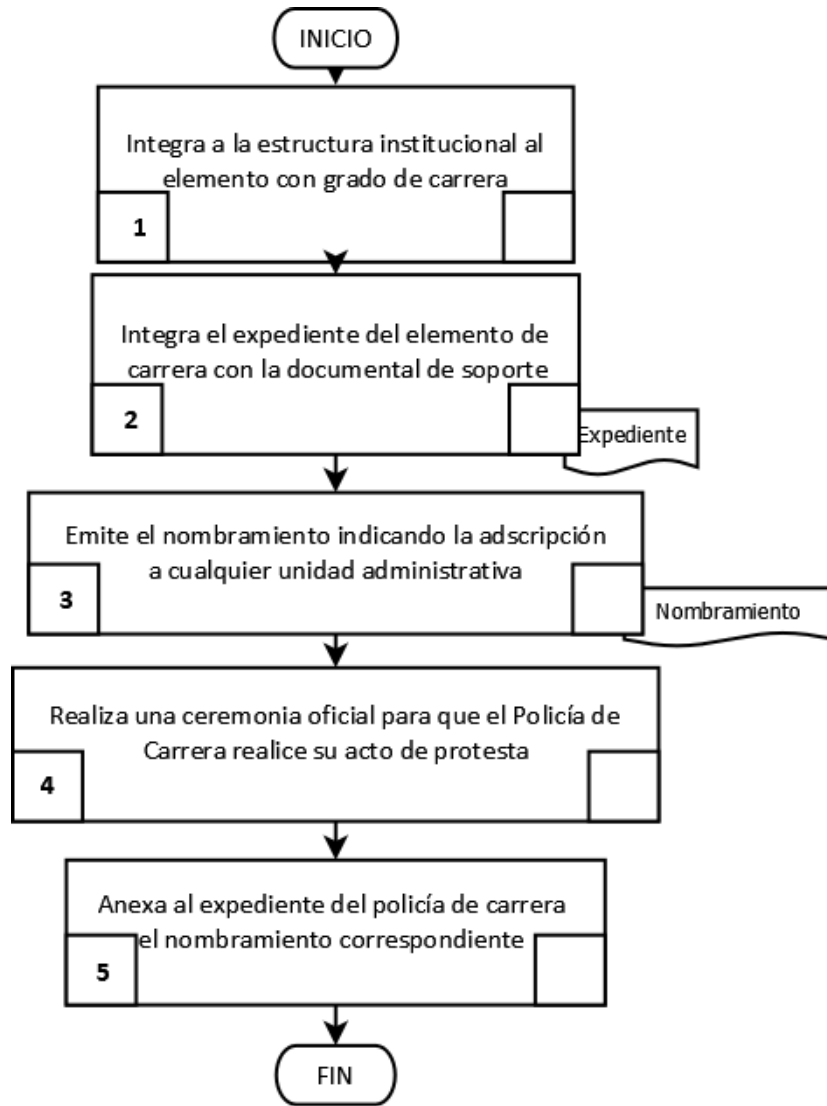 INICIO
Integra a la estructura institucional al
elemento con grado de carrera
1
Integra el expediente del elemento de
carrera con la documental de soporte
2
Expediente
Emite el nombramiento indicando la adscripción
a cualquier unidad administrativa
3
Nombramiento
Realiza una ceremonia oficial para que el Policía de
Carrera realice su acto de protesta
4
Anexa al expediente del policía de carrera
el nombramiento correspondiente
5
FIN